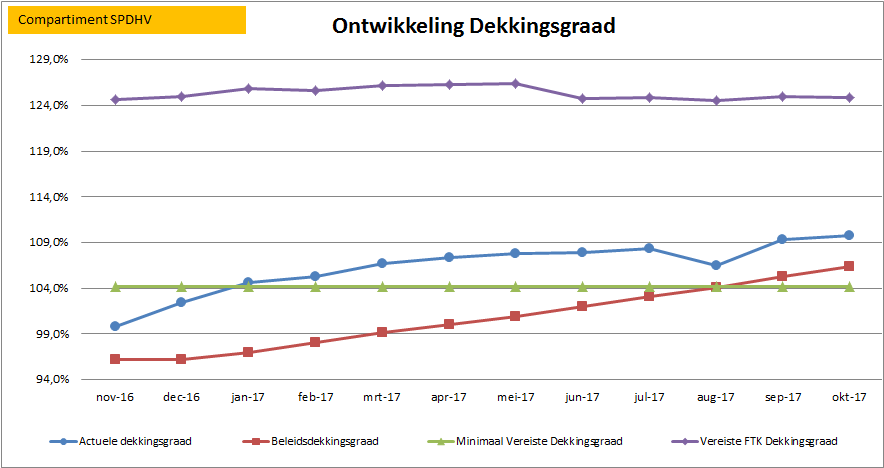 Compartiment SPDHV
Ontwikkeling Dekkingsgraad
129,0%
124,0%
119,0%
114,0%
109,0%
104,0%
99,0%
94,0%
nov-16 dec-16 jan-17 feb-17 mrt-17 apr-17 mei-17 jun-17 jul-17 aug-17 sep-17 okt-17
Actuele dekkingsgraad Beleidsdekkingsgraad Minimaal Vereiste Dekkingsgraad Vereiste FTK Dekkingsgraad